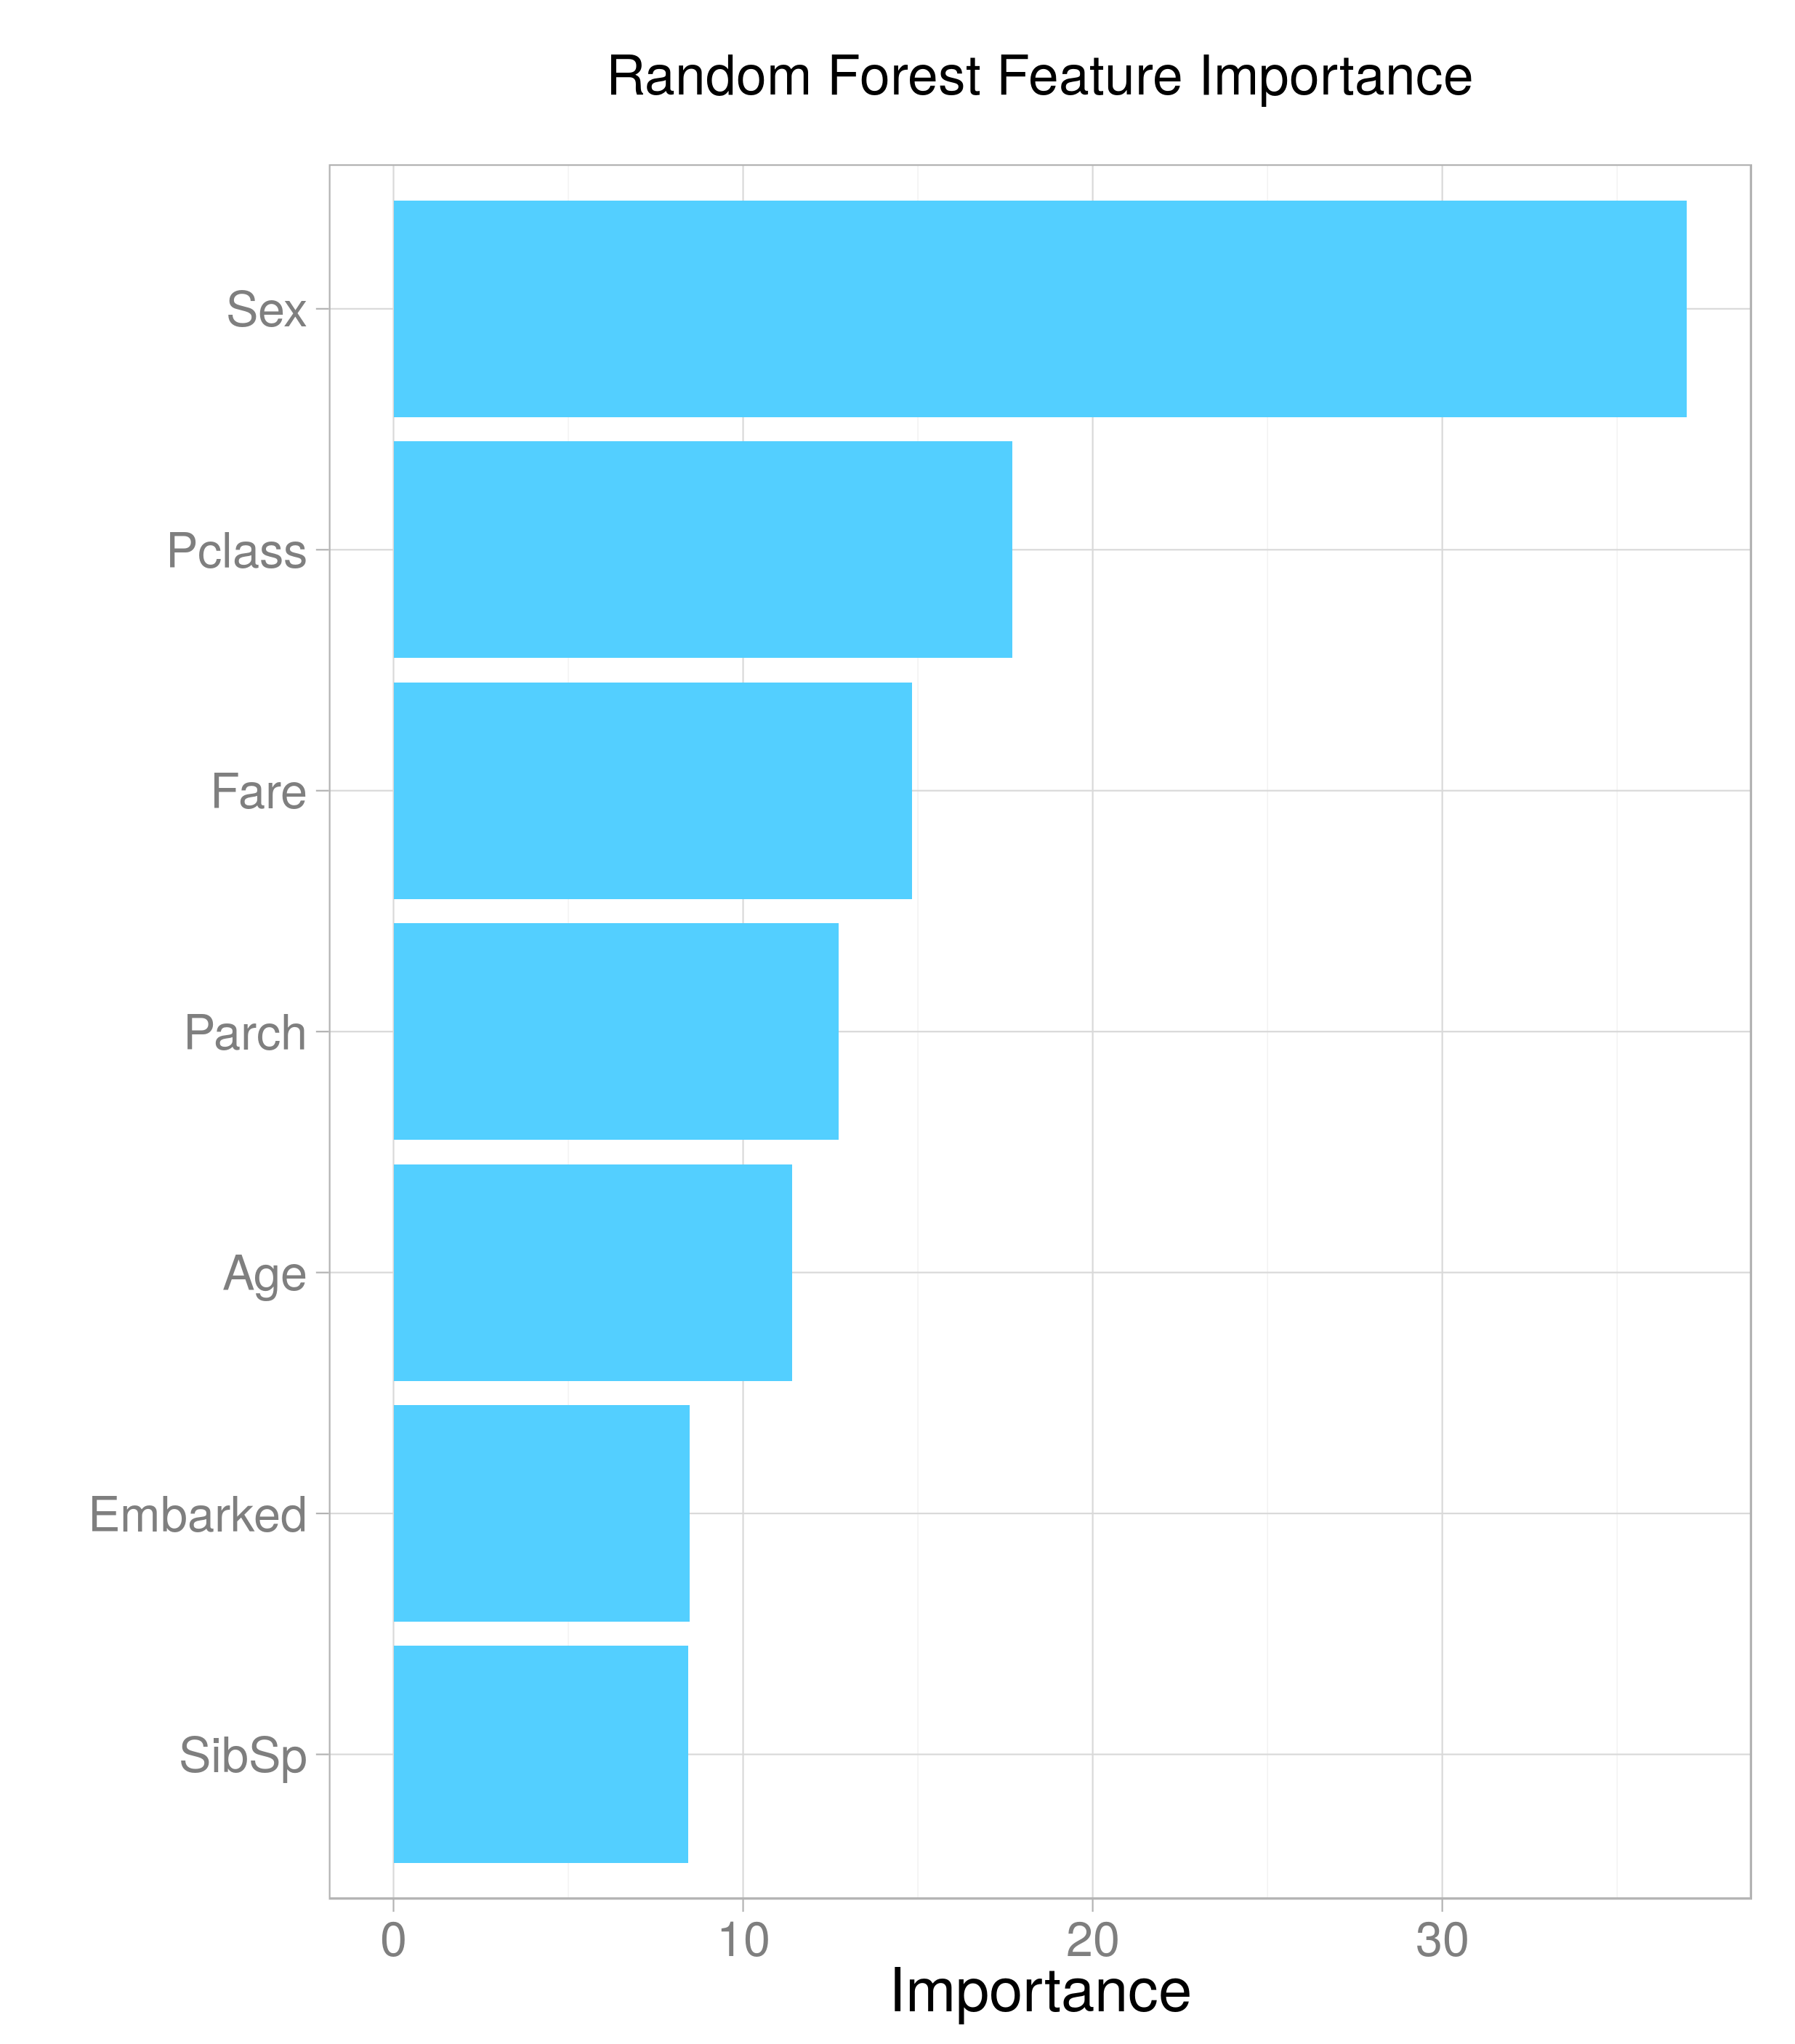 Random Forest Feature Importance
Sex
Pclass
Fare
Parch
Age
Embarked
SibSp
0 10 20 30
Importance